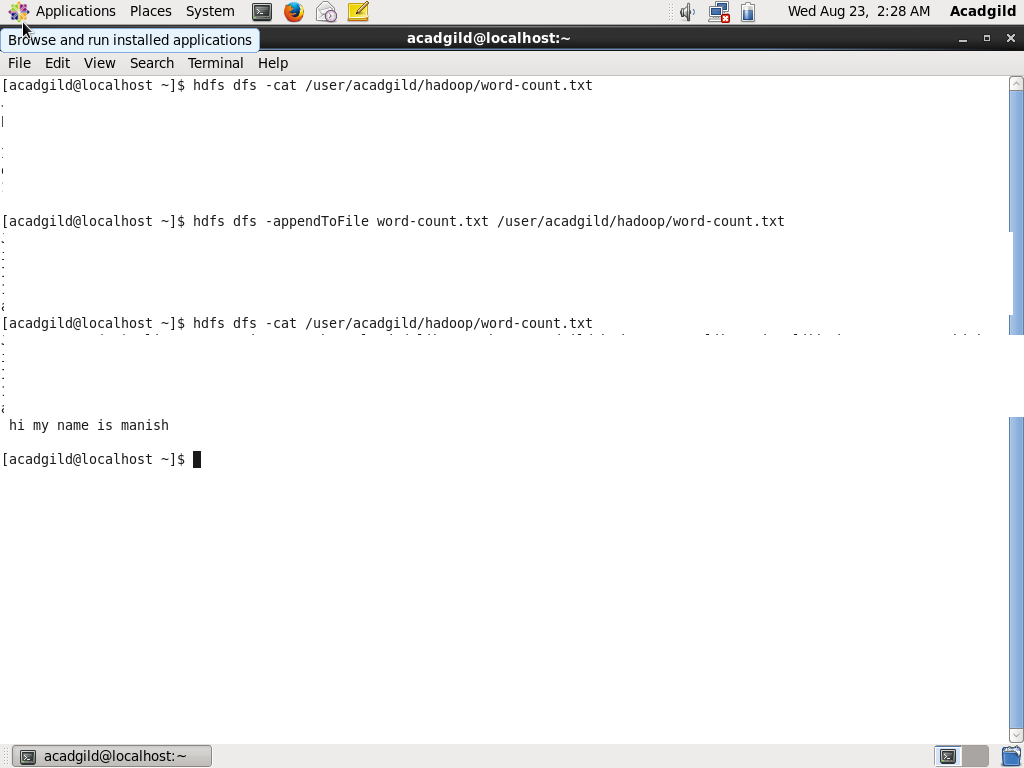 Applications Places System Wed Aug 23, 2:28 AM Acadgild
Browse and run installed applications
acadgild@localhost:~
File Edit View Search Terminal Help
[acadgild@localhost ~]$ hdfs dfs -cat /user/acadgild/hadoop/word-count.txt
[acadgild@localhost ~]$ hdfs dfs -appendToFile word-count.txt /user/acadgild/hadoop/word-count.txt
[acadgild@localhost ~]$ hdfs dfs -cat /user/acadgild/hadoop/word-count.txt
hi my name is manish
[acadgild@localhost ~]$
acadgild@localhost:~